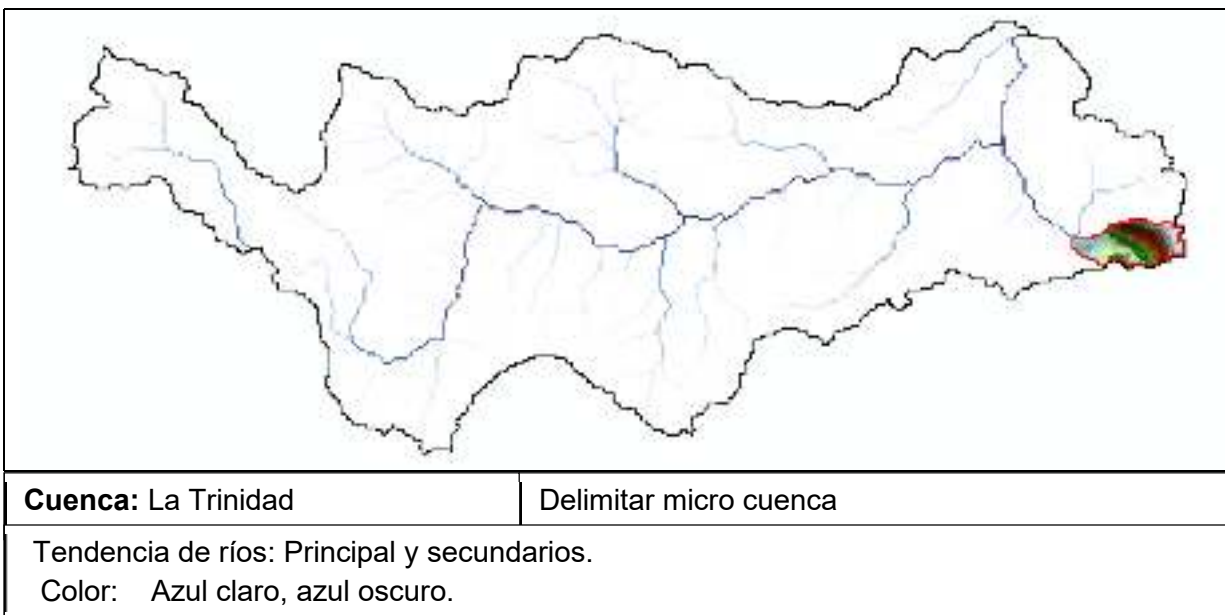 Cuenca: La Trinidad
Delimitar micro cuenca
Tendencia de ríos: Principal y secundarios.
Color: Azul claro, azul oscuro.